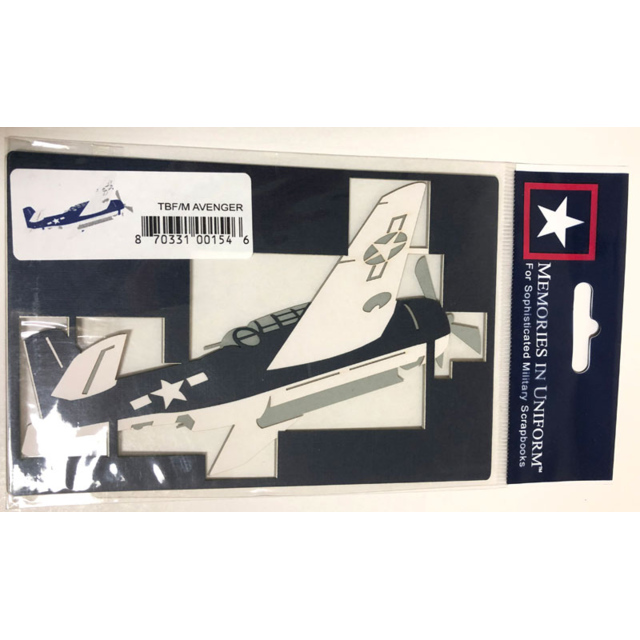 TBF/M AVENGER
8 70331 00154 6
MEMORIES IN UNIFORM™
For Sophisticated Military Scrapbooks